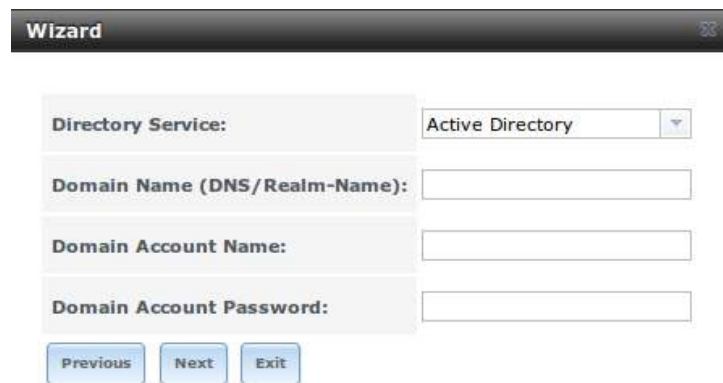 Wizard
Directory Service: Active Directory
Domain Name (DNS/Realm-Name):
Domain Account Name:
Domain Account Password:
Previous Next Exit